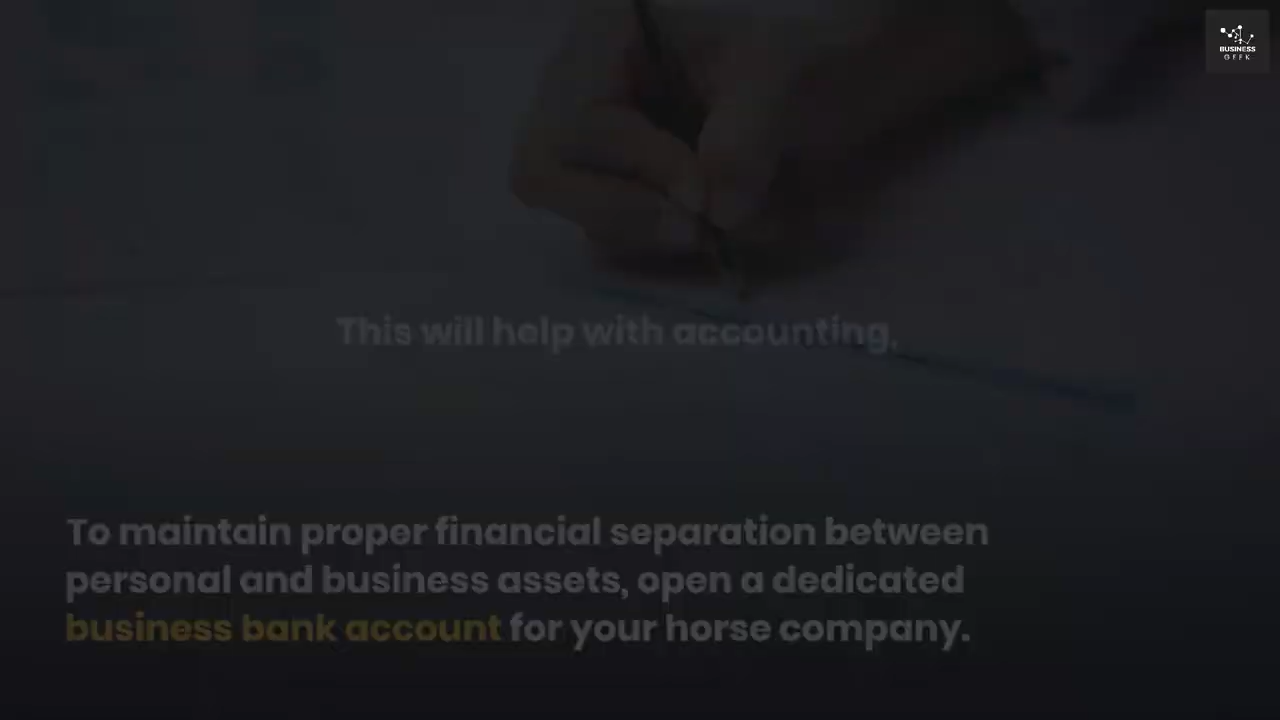 BUSINESS
GEEK
This will help with accounting,
To maintain proper financial separation between
personal and business assets, open a dedicated
business bank account for your horse company.